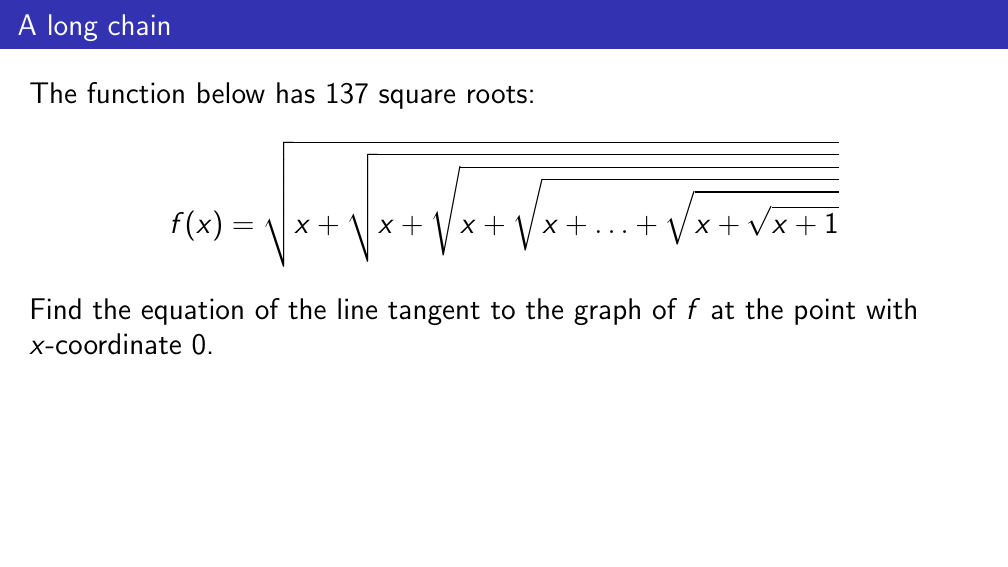 A long chain
The function below has 137 square roots:
f(x) = √(x + √(x + √(x + √(x + . . . + √(x + √(x + 1))))))
Find the equation of the line tangent to the graph of f at the point with
x-coordinate 0.